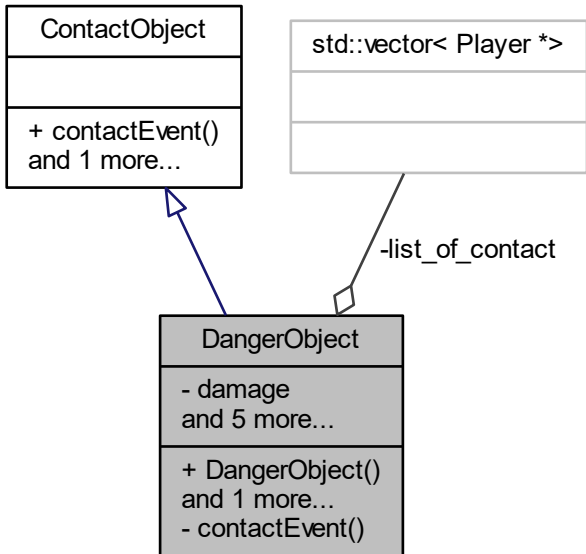 ContactObject
+ contactEvent()
and 1 more...
std::vector< Player *>
-list_of_contact
DangerObject
- damage
and 5 more...
+ DangerObject()
and 1 more...
- contactEvent()